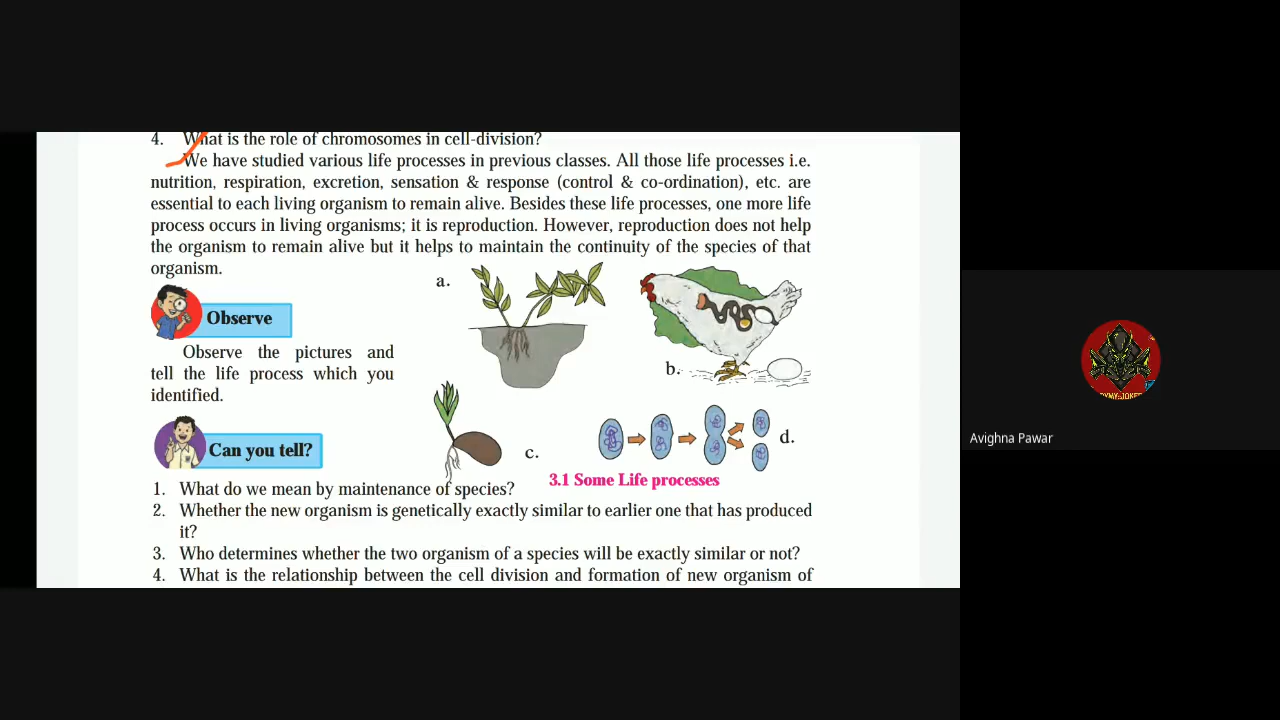 4. What is the role of chromosomes in cell-division?
We have studied various life processes in previous classes. All those life processes i.e.
nutrition, respiration, excretion, sensation & response (control & co-ordination), etc. are
essential to each living organism to remain alive. Besides these life processes, one more life
process occurs in living organisms; it is reproduction. However, reproduction does not help
the organism to remain alive but it helps to maintain the continuity of the species of that
organism.
a.
Observe
Observe the pictures and
tell the life process which you
identified.
b.
Can you tell?
c.
d.
3.1 Some Life processes
1. What do we mean by maintenance of species?
2. Whether the new organism is genetically exactly similar to earlier one that has produced
it?
3. Who determines whether the two organism of a species will be exactly similar or not?
4. What is the relationship between the cell division and formation of new organism of
Avighna Pawar